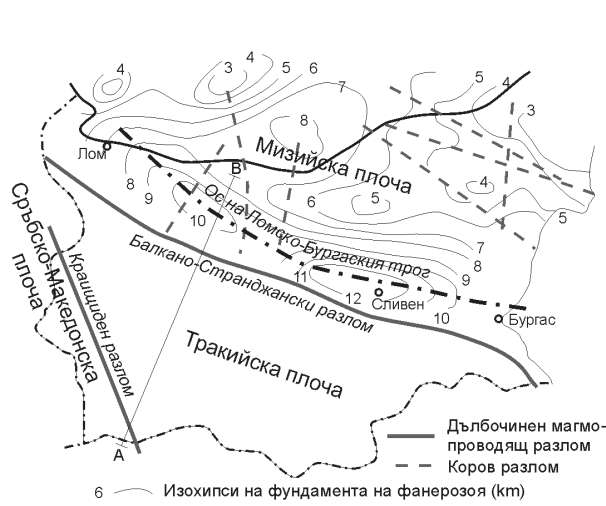 4
3
4
5
6
7
5
4
3
8
Лом
Мизийска плоча
B
8
9
10
6
5
4
5
Ос на Ломско-Бургаския трог
7
8
9
10
11
12
Сливен
Бургас
Балкано-Странджански разлом
Сръбско-Македонска
плоча
Краищиден разлом
Тракийска плоча
A
Дълбочинен магмо-
проводящ разлом
Коров разлом
6 Изохипси на фундамента на фанерозоя (km)